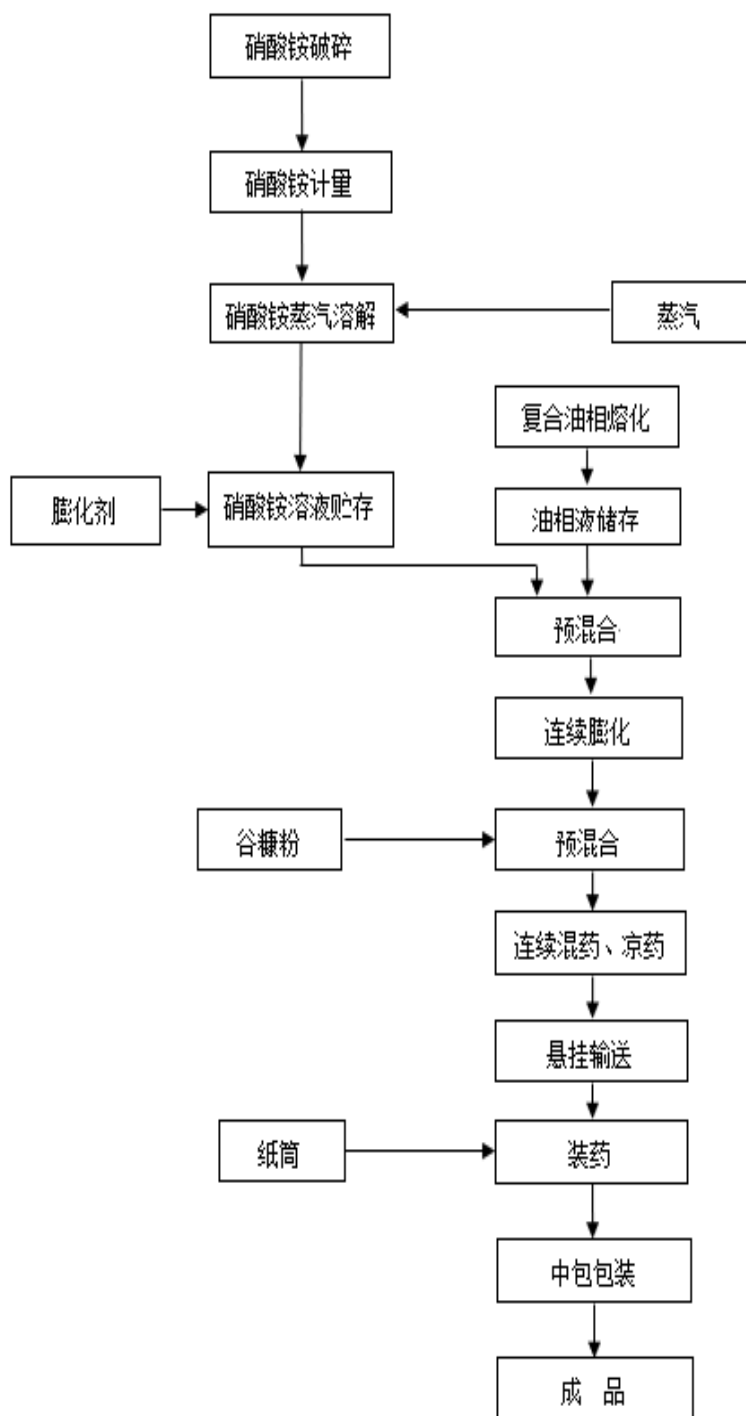 硝酸铵破碎
硝酸铵计量
硝酸铵蒸汽溶解
蒸汽
复合油相熔化
膨化剂
硝酸铵溶液贮存
油相液储存
预混合
连续膨化
谷糠粉
预混合
连续混药、凉药
悬挂输送
纸筒
装药
中包包装
成 品